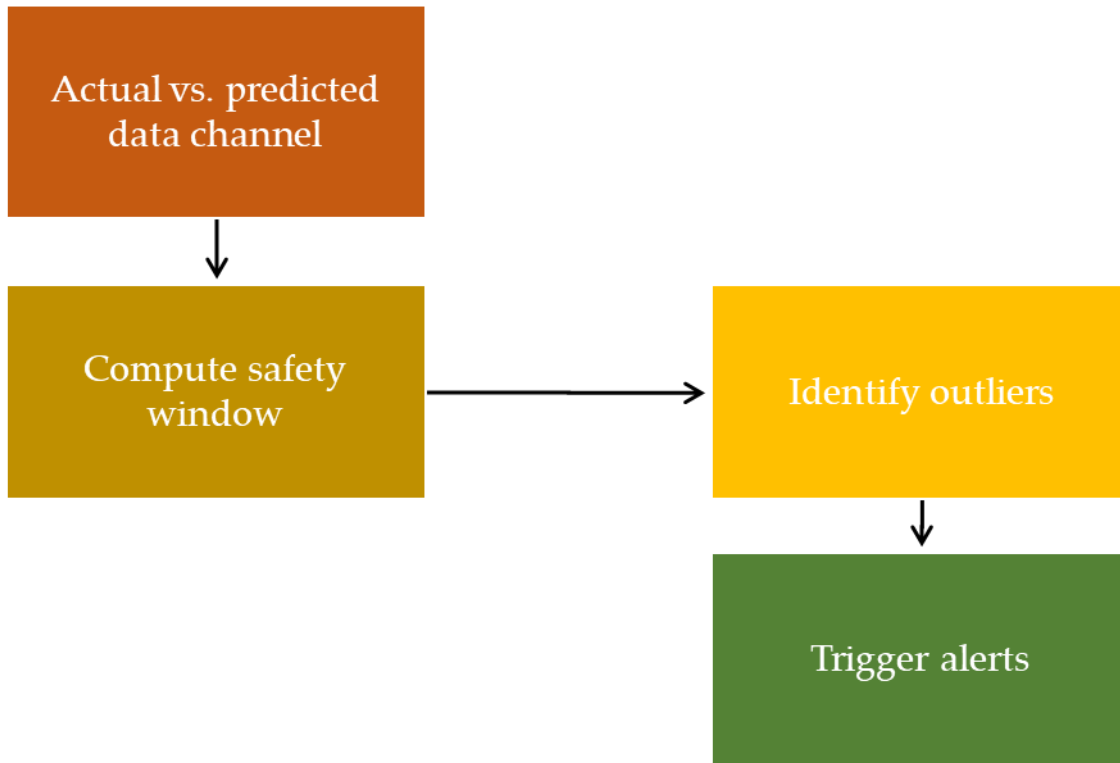 Actual vs. predicted
data channel
Compute safety
window
Identify outliers
Trigger alerts